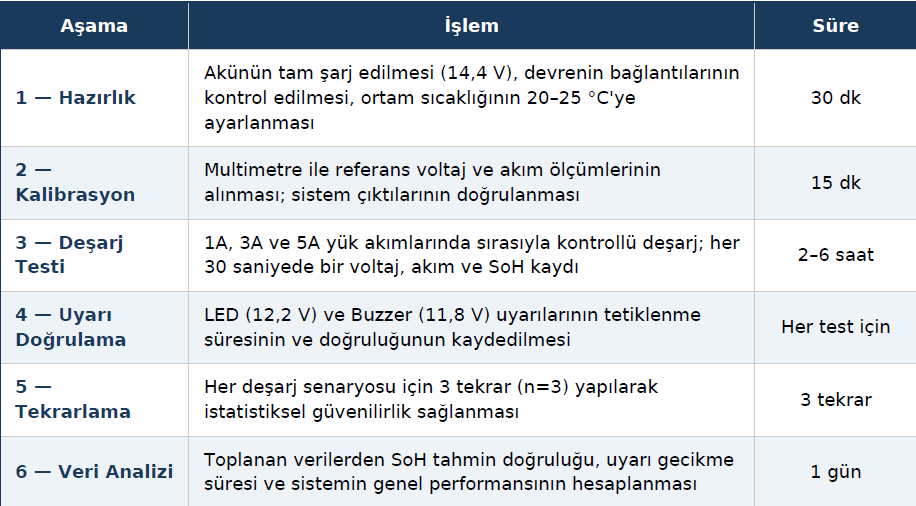 Aşama İşlem Süre
Akünün tam şarj edilmesi (14,4 V), devrenin bağlantılarının
1 — Hazırlık kontrol edilmesi, ortam sıcaklığının 20–25 °C'ye 30 dk
ayarlanması
2 — Multimetre ile referans voltaj ve akım ölçümlerinin
Kalibrasyon alınması; sistem çıktılarının doğrulanması 15 dk
3 — Deşarj 1A, 3A ve 5A yük akımlarında sırasıyla kontrollü deşarj; her
Testi 30 saniyede bir voltaj, akım ve SoH kaydı 2–6 saat
4 — Uyarı LED (12,2 V) ve Buzzer (11,8 V) uyarılarının tetiklenme
Doğrulama süresinin ve doğruluğunun kaydedilmesi Her test için
5 — Her deşarj senaryosu için 3 tekrar (n=3) yapılarak
Tekrarlama istatistiksel güvenilirlik sağlanması 3 tekrar
6 — Veri Analizi Toplanan verilerden SoH tahmin doğruluğu, uyarı gecikme
süresi ve sistemin genel performansının hesaplanması 1 gün